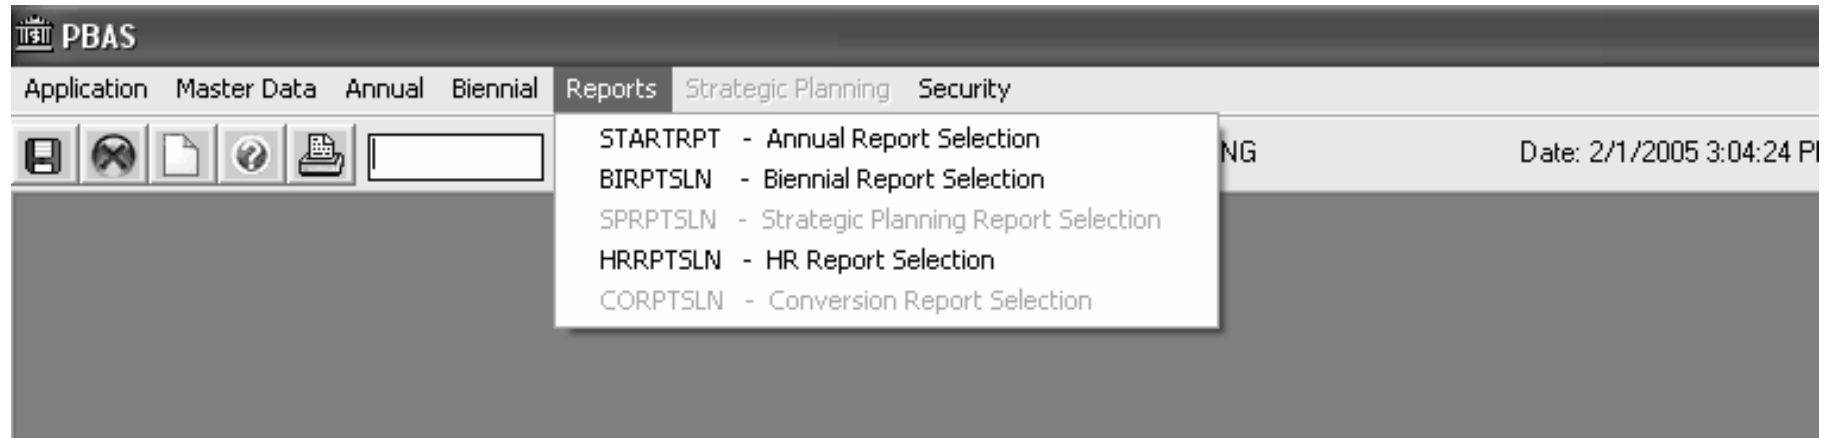 PBAS
Application Master Data Annual Biennial Reports Strategic Planning Security
STARTRPT - Annual Report Selection
NG
Date: 2/1/2005 3:04:24 P
BIRPTSLN - Biennial Report Selection
SPRPTSLN - Strategic Planning Report Selection
HRRPTSLN - HR Report Selection
CORPTSLN - Conversion Report Selection